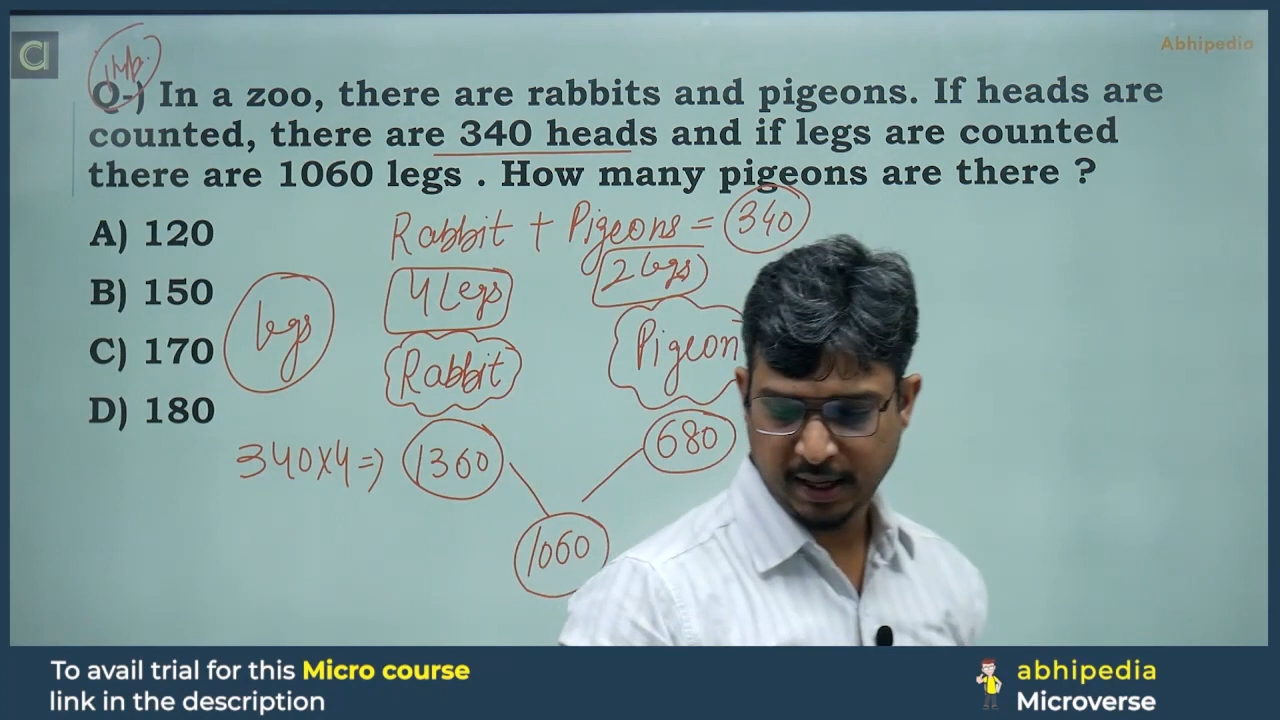 Abhipedia
Imp.
Q-) In a zoo, there are rabbits and pigeons. If heads are
counted, there are 340 heads and if legs are counted
there are 1060 legs . How many pigeons are there ?
A) 120
B) 150
C) 170
D) 180
Rabbit + Pigeons = 340
legs
4 Legs
2 legs
Rabbit
Pigeon
340x4=) 1360
680
1060
To avail trial for this Micro course
link in the description
abhipedia
Microverse